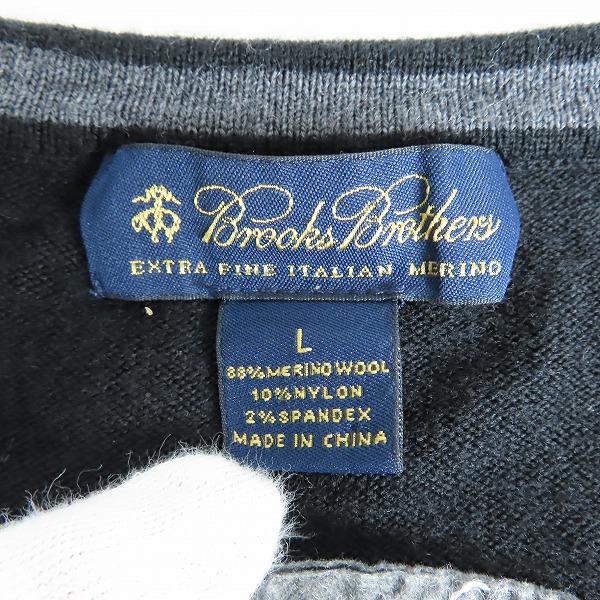 Brooks Brothers
EXTRA FINE ITALIAN MERINO
L
88% MERINO WOOL
10% NYLON
2% SPANDEX
MADE IN CHINA